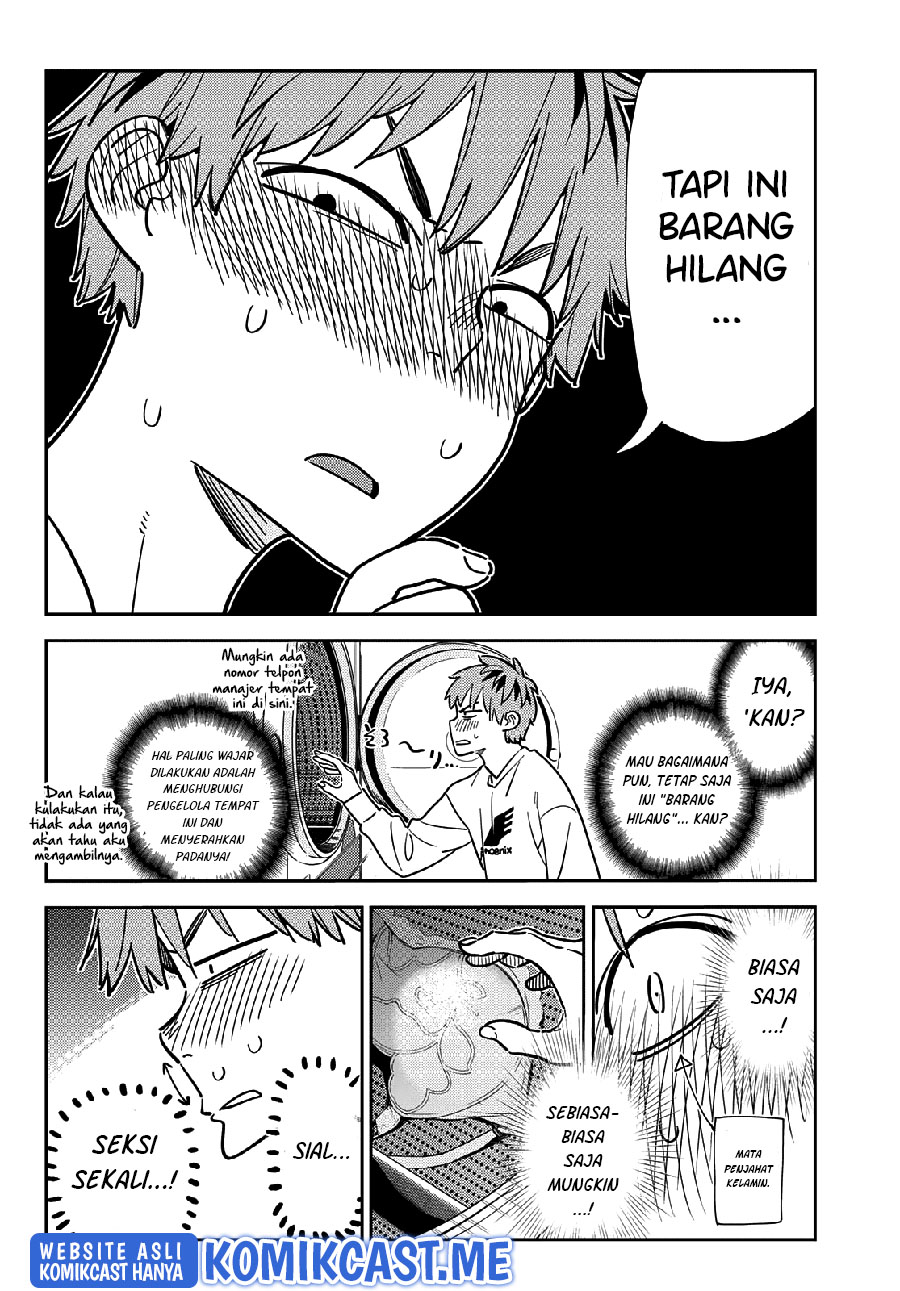 TAPI INI
BARANG
HILANG
...
IYA,
'KAN?
MAU BAGAIMANA
PUN, TETAP SAJA
INI "BARANG
HILANG"... KAN?
Mungkin ada
nomor telpon
manajer tempat
ini di sini.
HAL PALING WAJAR
DILAKUKAN ADALAH
MENGHUBUNGI
PENGELOLA TEMPAT
INI DAN
MENYERAHKAN
PADANYA!
Dan kalau
kulakukan itu,
tidak ada yang
akan tahu aku
mengambilnya.
phoenix
BIASA
SAJA
...!
MATA
PENJAHAT
KELAMIN.
SEBIASA-
BIASA
SAJA
MUNGKIN
...!
SIAL...
SEKSI
SEKALI...!
WEBSITE ASLI
KOMIKCAST HANYA
KOMIKCAST.ME